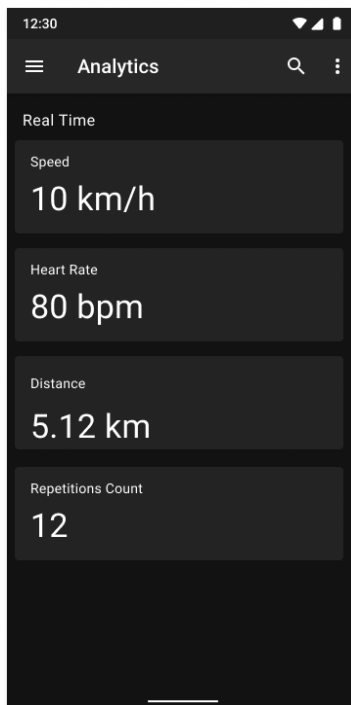 12:30
Analytics
Real Time
Speed
10 km/h
Heart Rate
80 bpm
Distance
5.12 km
Repetitions Count
12